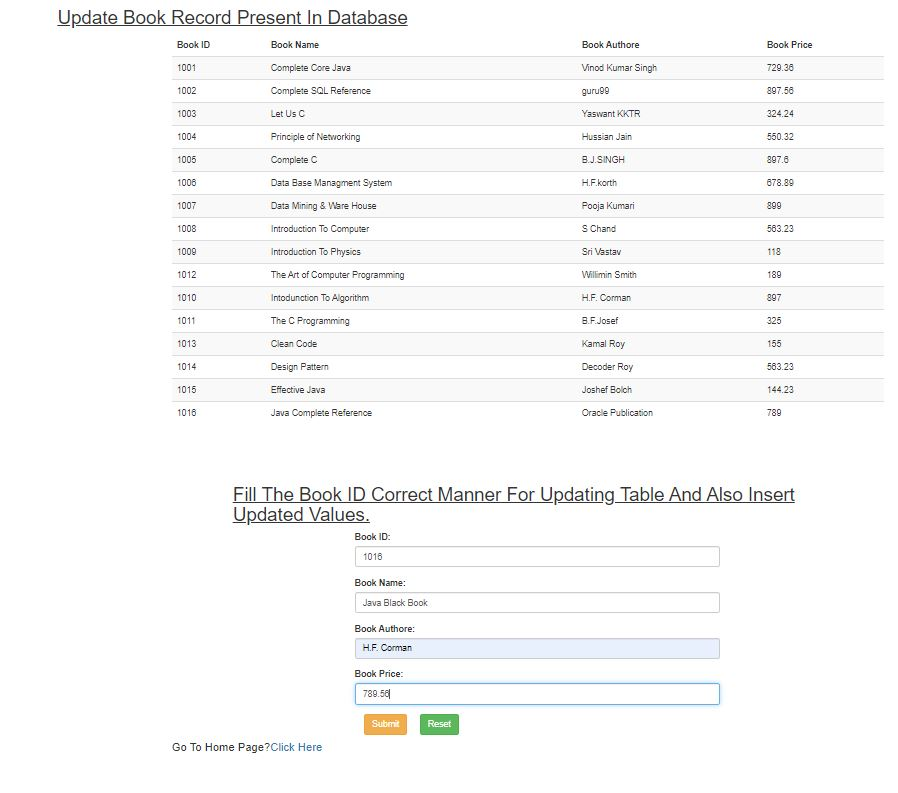 Update Book Record Present In Database
Book ID Book Name Book Authore Book Price
1001 Complete Core Java Vinod Kumar Singh 729.36
1002 Complete SQL Reference guru99 897.56
1003 Let Us C Yaswant KKTR 324.24
1004 Principle of Networking Hussian Jain 550.32
1005 Complete C B.J.SINGH 897.6
1006 Data Base Managment System H.F.korth 678.89
1007 Data Mining & Ware House Pooja Kumari 899
1008 Introduction To Computer S Chand 563.23
1009 Introduction To Physics Sri Vastav 118
1012 The Art of Computer Programming Willimin Smith 189
1010 Intodunction To Algorithm H.F. Corman 897
1011 The C Programming B.F.Josef 325
1013 Clean Code Kamal Roy 155
1014 Design Pattern Decoder Roy 563.23
1015 Effective Java Joshef Bolch 144.23
1016 Java Complete Reference Oracle Publication 789
Fill The Book ID Correct Manner For Updating Table And Also Insert
Updated Values.
Book ID:
1016
Book Name:
Java Black Book
Book Authore:
H.F. Corman
Book Price:
789.56
Submit Reset
Go To Home Page?Click Here